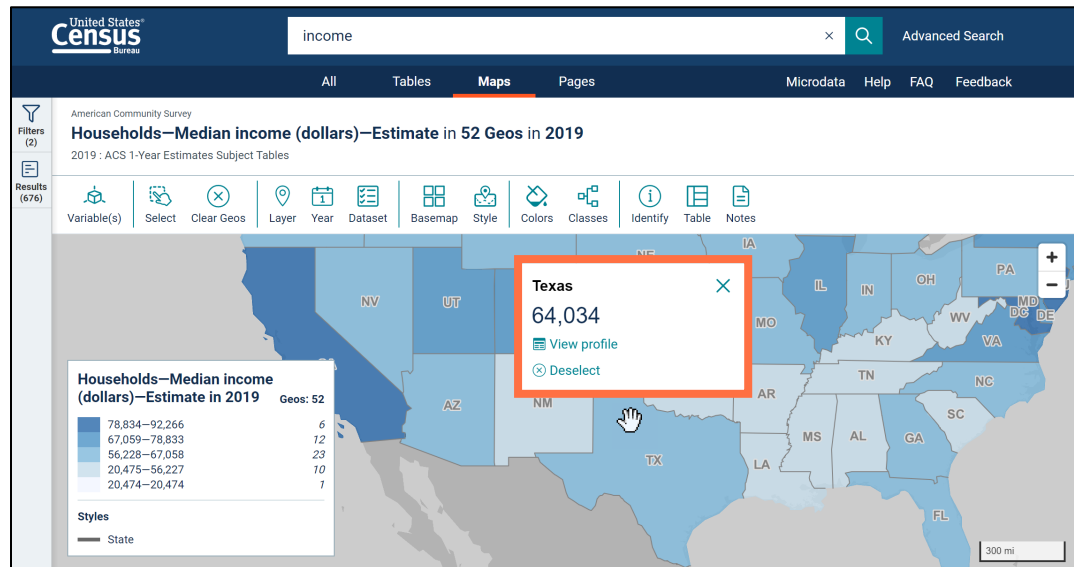 United States®
Census
Bureau
income
Advanced Search
All Tables Maps Pages
Microdata Help FAQ Feedback
Filters
(2)
Results
(676)
American Community Survey
Households—Median income (dollars)—Estimate in 52 Geos in 2019
2019 : ACS 1-Year Estimates Subject Tables
Variable(s) Select Clear Geos Layer Year Dataset Basemap Style Colors Classes Identify Table Notes
1
Texas
64,034
View profile
Deselect
IA
NV
UT
IL
IN
OH
PA
MD
DC
DE
WV
VA
MO
KY
TN
NC
AZ
NM
AR
SC
MS
AL
GA
TX
LA
FL
+
−
Households—Median income
(dollars)—Estimate in 2019 Geos: 52
78,834—92,266 6
67,059—78,833 12
56,228—67,058 23
20,475—56,227 10
20,474—20,474 1
Styles
State
300 mi